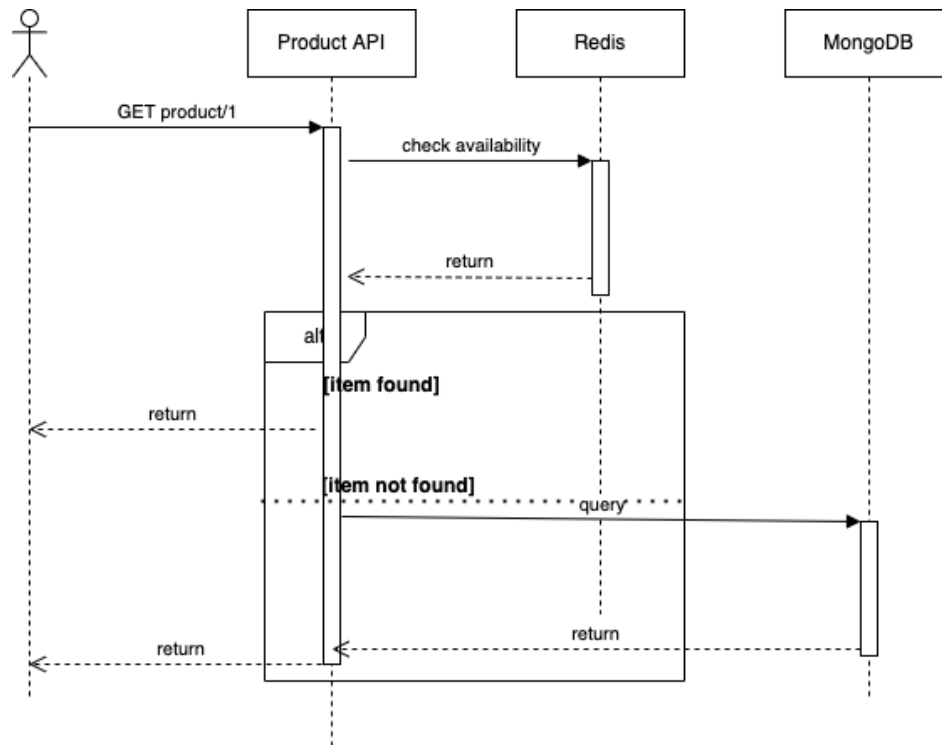 Product API
Redis
MongoDB
GET product/1
check availability
return
alt
[item found]
return
[item not found]
query
return
return